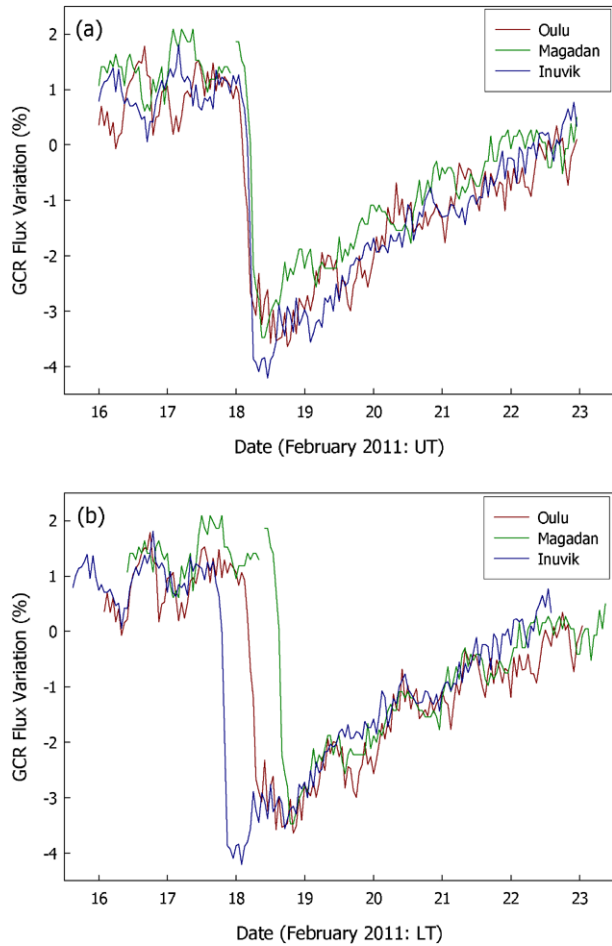 (a)
Oulu
Magadan
Inuvik
GCR Flux Variation (%)
2
1
0
-1
-2
-3
-4
16 17 18 19 20 21 22 23
Date (February 2011: UT)
(b)
Oulu
Magadan
Inuvik
GCR Flux Variation (%)
2
1
0
-1
-2
-3
-4
16 17 18 19 20 21 22 23
Date (February 2011: LT)